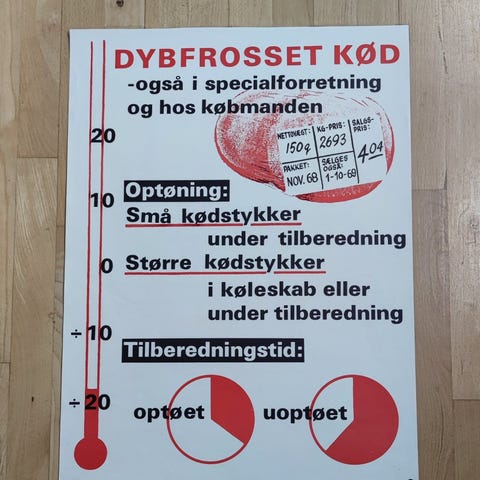 DYBFROSSET KØD
-også i specialforretning
og hos købmanden
NETTOVÆGT:
150g
KG-PRIS:
2693
SALGS-
PRIS:
4.04
PAKKET:
NOV. 68
SÆLGES
OGSÅ:
1-10-69
20
10
0
÷10
÷20
Optøning:
Små kødstykker
under tilberedning
Større kødstykker
i køleskab eller
under tilberedning
Tilberedningstid:
optøet
uoptøet